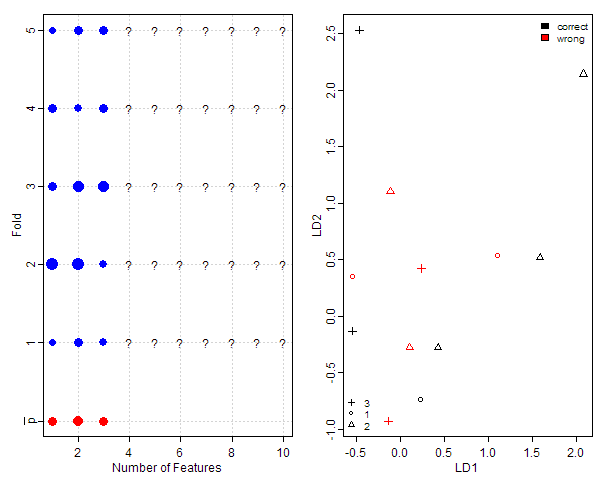 5 ? ? ? ? ? ? ?
4 ? ? ? ? ? ? ?
3 ? ? ? ? ? ? ?
2 ? ? ? ? ? ? ?
1 ? ? ? ? ? ? ?
p̅
Fold
2 4 6 8 10
Number of Features
correct
wrong
2.5
2.0
1.5
1.0
0.5
0.0
-0.5
-1.0
LD2
3
1
2
-0.5 0.0 0.5 1.0 1.5 2.0
LD1